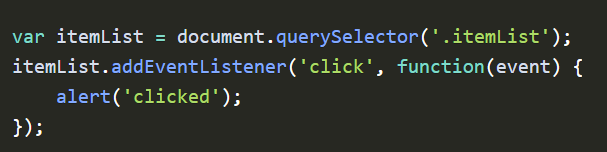 var itemList = document.querySelector('.itemList');
itemList.addEventListener('click', function(event) {
    alert('clicked');
});